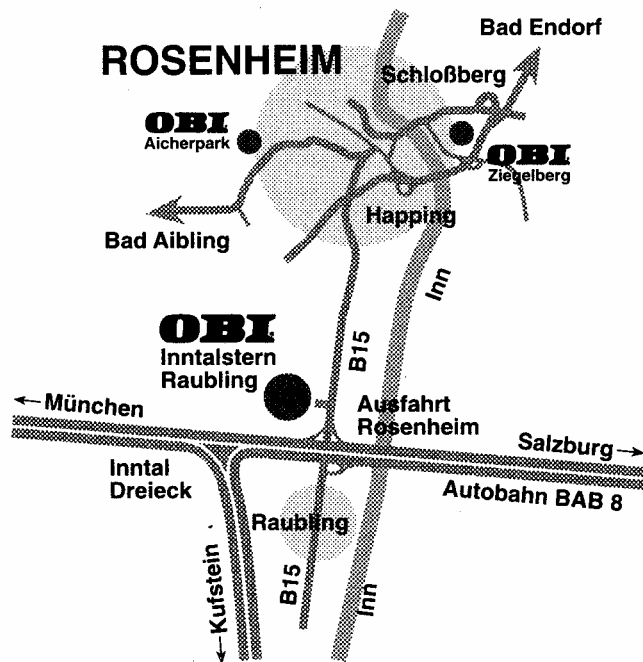 Bad Endorf
ROSENHEIM
Schloßberg
OBI
Aicherpark
OBI
Ziegelberg
Happing
Bad Aibling
Inn
OBI
Inntalstern
Raubling
B15
← München
Ausfahrt
Rosenheim
Salzburg →
Inntal
Dreieck
Autobahn BAB 8
Raubling
Kufstein
←
B15
Inn